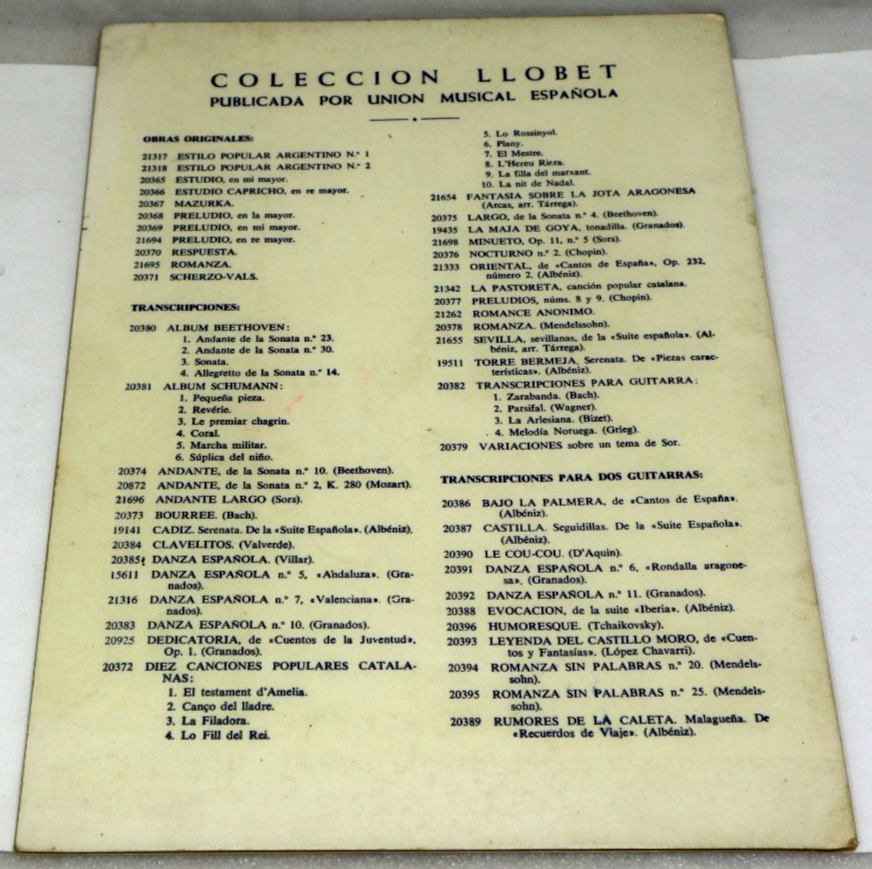 COLECCION LLOBET
PUBLICADA POR UNION MUSICAL ESPAÑOLA
OBRAS ORIGINALES:
21317 ESTILO POPULAR ARGENTINO N.º 1
21318 ESTILO POPULAR ARGENTINO N.º 2
20365 ESTUDIO, en mi mayor.
20366 ESTUDIO CAPRICHO, en re mayor.
20367 MAZURKA.
20368 PRELUDIO, en la mayor.
20369 PRELUDIO, en mi mayor.
21694 PRELUDIO, en re mayor.
20370 RESPUESTA.
21695 ROMANZA.
20371 SCHERZO-VALS.
TRANSCRIPCIONES:
20380 ALBUM BEETHOVEN:
1. Andante de la Sonata n.º 23.
2. Andante de la Sonata n.º 30.
3. Sonata.
4. Allegretto de la Sonata n.º 14.
20381 ALBUM SCHUMANN:
1. Pequeña pieza.
2. Revérie.
3. Le premiar chagrin.
4. Coral.
5. Marcha militar.
6. Súplica del niño.
20374 ANDANTE, de la Sonata n.º 10. (Beethoven).
20872 ANDANTE, de la Sonata n.º 2, K. 280 (Mozart).
21696 ANDANTE LARGO (Sors).
20373 BOURREE. (Bach).
19141 CADIZ. Serenata. De la «Suite Española». (Albéniz).
20384 CLAVELITOS. (Valverde).
20385 DANZA ESPAÑOLA. (Villar).
15611 DANZA ESPAÑOLA n.º 5, «Andaluza». (Gra-
nados).
21316 DANZA ESPAÑOLA n.º 7, «Valenciana». (Gra-
nados).
20383 DANZA ESPAÑOLA n.º 10. (Granados).
20925 DEDICATORIA, de «Cuentos de la Juventud»,
Op. 1. (Granados).
20372 DIEZ CANCIONES POPULARES CATALA-
NAS:
1. El testament d'Amelia.
2. Canço del lladre.
3. La Filadora.
4. Lo Fill del Rei.
5. Lo Rossinyol.
6. Plany.
7. El Mestre.
8. L'Hereu Riera.
9. La filla del marxant.
10. La nit de Nadal.
21654 FANTASIA SOBRE LA JOTA ARAGONESA
(Arcas, arr. Tárrega).
20375 LARGO, de la Sonata n.º 4. (Beethoven).
19435 LA MAJA DE GOYA, tonadilla. (Granados).
21698 MINUETO, Op. 11, n.º 5 (Sors).
20376 NOCTURNO n.º 2. (Chopin).
21333 ORIENTAL, de «Cantos de España», Op. 232,
número 2. (Albéniz).
21342 LA PASTORETA, canción popular catalana.
20377 PRELUDIOS, núms. 8 y 9. (Chopin).
21262 ROMANCE ANONIMO.
20378 ROMANZA. (Mendelssohn).
21655 SEVILLA, sevillanas, de la «Suite española». (Al-
béniz, arr. Tárrega).
19511 TORRE BERMEJA, Serenata. De «Piezas carac-
terísticas». (Albéniz).
20382 TRANSCRIPCIONES PARA GUITARRA:
1. Zarabanda. (Bach).
2. Parsifal. (Wagner).
3. La Arlesiana. (Bizet).
4. Melodía Noruega. (Grieg).
20379 VARIACIONES sobre un tema de Sor.
TRANSCRIPCIONES PARA DOS GUITARRAS:
20386 BAJO LA PALMERA, de «Cantos de España».
(Albéniz).
20387 CASTILLA. Seguidillas. De la «Suite Española».
(Albéniz).
20390 LE COU-COU. (D'Aquin).
20391 DANZA ESPAÑOLA n.º 6, «Rondalla aragone-
sa». (Granados).
20392 DANZA ESPAÑOLA n.º 11. (Granados).
20388 EVOCACION, de la suite «Iberia». (Albéniz).
20396 HUMORESQUE. (Tchaikovsky).
20393 LEYENDA DEL CASTILLO MORO, de «Cuen-
tos y Fantasías». (López Chavarri).
20394 ROMANZA SIN PALABRAS n.º 20. (Mendels-
sohn).
20395 ROMANZA SIN PALABRAS n.º 25. (Mendels-
sohn).
20389 RUMORES DE LA CALETA. Malagueña. De
«Recuerdos de Viaje». (Albéniz).